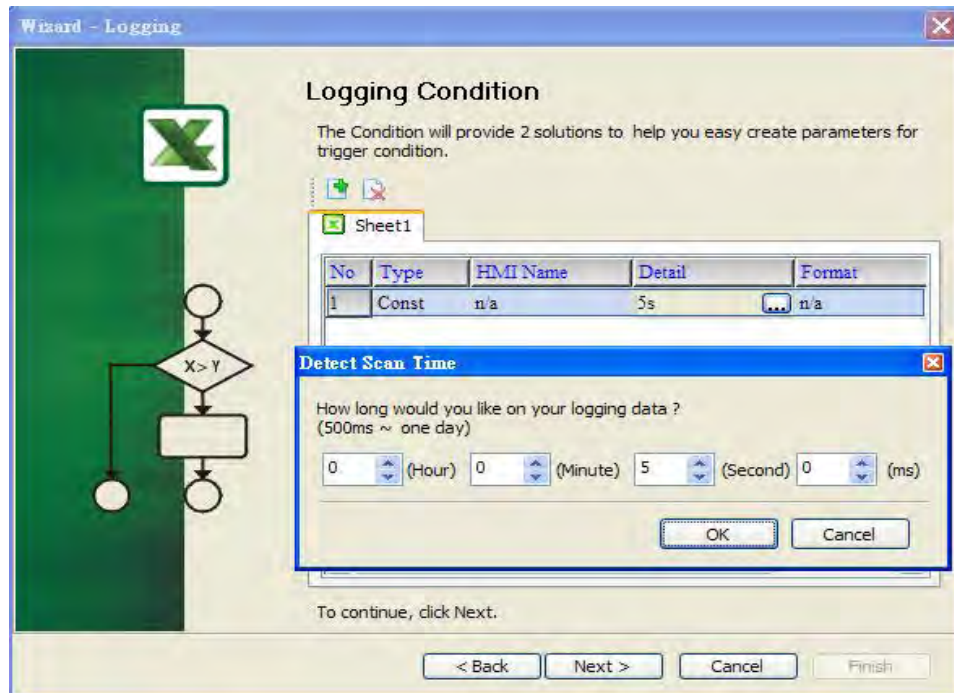 Wizard - Logging
Logging Condition
The Condition will provide 2 solutions to help you easy create parameters for
trigger condition.
Sheet1
No Type HMI Name Detail Format
1 Const n/a 5s ... n/a
X> Y
Detect Scan Time
How long would you like on your logging data ?
(500ms ~ one day)
0 (Hour) 0 (Minute) 5 (Second) 0 (ms)
OK Cancel
To continue, click Next.
< Back Next > Cancel Finish